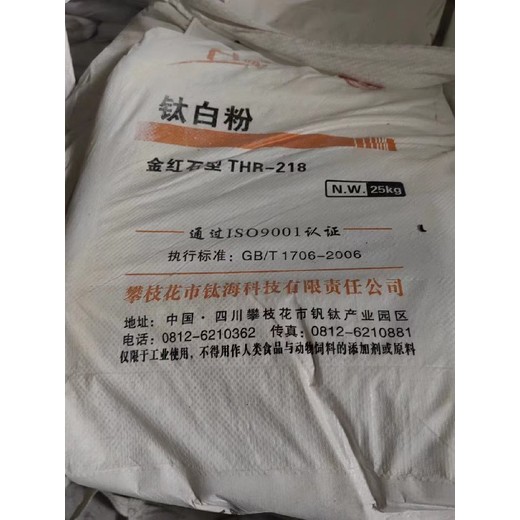 钛白粉
金红石型 THR-218
N.W. 25kg
通过ISO9001认证
执行标准：GB/T 1706-2006
攀枝花市钛海科技有限责任公司
地址：中国·四川攀枝花市钒钛产业园区
电话：0812-6210362 传真：0812-6210881
仅限于工业使用，不得用作人类食品与动物饲料的添加剂或原料